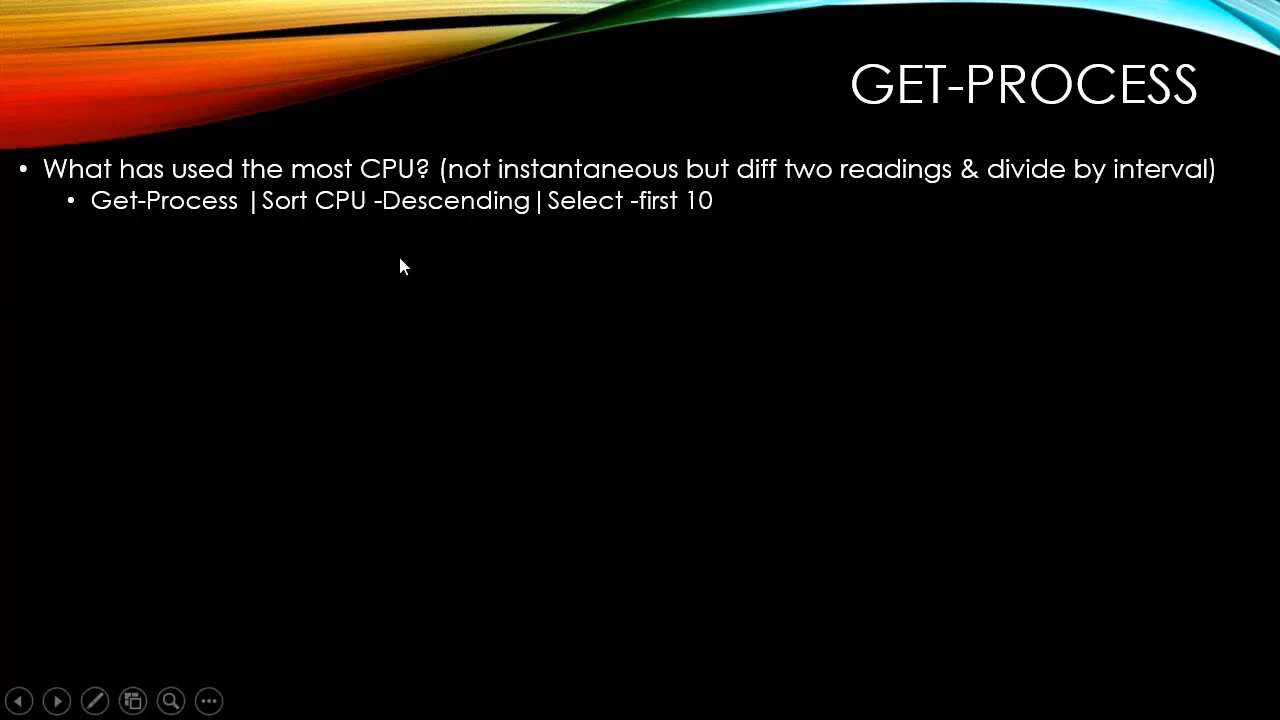 GET-PROCESS
• What has used the most CPU? (not instantaneous but diff two readings & divide by interval)
• Get-Process |Sort CPU -Descending|Select -first 10